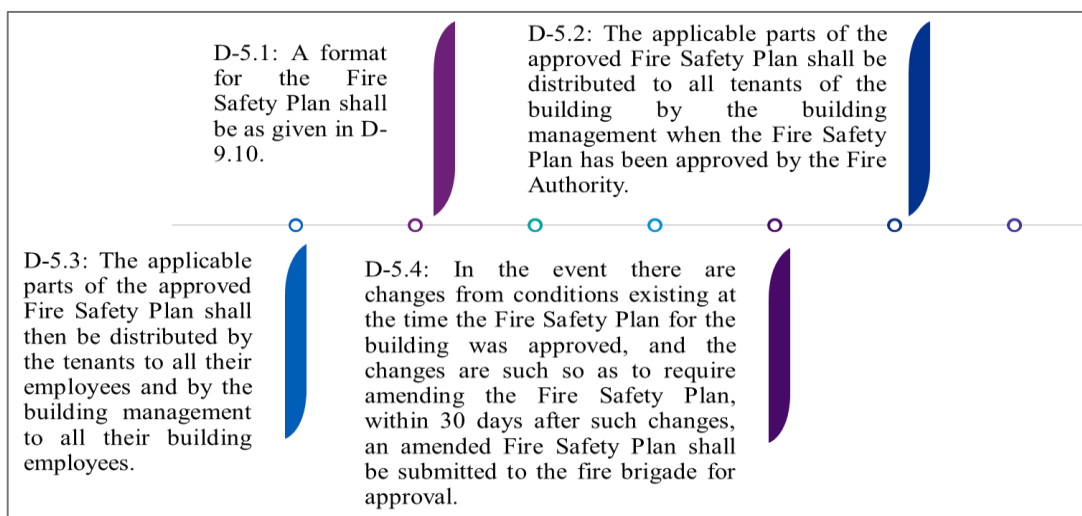 D-5.1: A format
for the Fire
Safety Plan shall
be as given in D-
9.10.
D-5.2: The applicable parts of the
approved Fire Safety Plan shall be
distributed to all tenants of the
building by the building
management when the Fire Safety
Plan has been approved by the Fire
Authority.
D-5.3: The applicable
parts of the approved
Fire Safety Plan shall
then be distributed by
the tenants to all their
employees and by the
building management
to all their building
employees.
D-5.4: In the event there are
changes from conditions existing at
the time the Fire Safety Plan for the
building was approved, and the
changes are such so as to require
amending the Fire Safety Plan,
within 30 days after such changes,
an amended Fire Safety Plan shall
be submitted to the fire brigade for
approval.